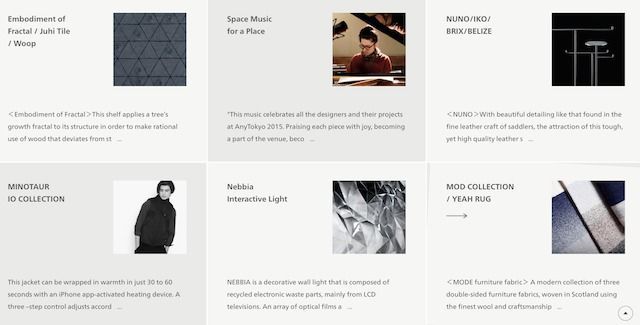 Embodiment of
Fractal / Juhi Tile
/ Woop
＜Embodiment of Fractal＞This shelf applies a tree's
growth fractal to its structure in order to make rational
use of wood that deviates from st ...
Space Music
for a Place
"This music celebrates all the designers and their projects
at AnyTokyo 2015. Praising each piece with joy, becoming
a part of the venue, beco ...
NUNO/IKO/
BRIX/BELIZE
＜NUNO＞With beautiful detailing like that found in the
fine leather craft of saddlers, the attraction of this tough,
yet high quality leather s ...
MINOTAUR
IO COLLECTION
This jacket can be wrapped in warmth in just 30 to 60
seconds with an iPhone app-activated heating device. A
three –step control adjusts accord ...
Nebbia
Interactive Light
NEBBIA is a decorative wall light that is composed of
recycled electronic waste parts, mainly from LCD
televisions. An array of optical films a ...
MOD COLLECTION
/ YEAH RUG
＜MODE furniture fabric＞ A modern collection of three
double-sided furniture fabrics, woven in Scotland using
the finest wool and craftsmanship ...